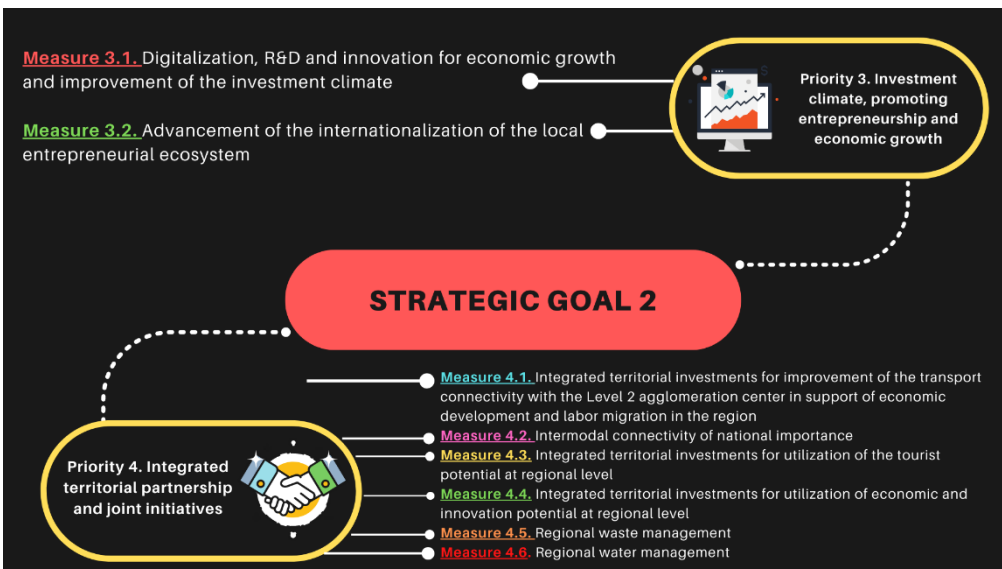 Measure 3.1. Digitalization, R&D and innovation for economic growth
and improvement of the investment climate
Measure 3.2. Advancement of the internationalization of the local
entrepreneurial ecosystem
Priority 3. Investment
climate, promoting
entrepreneurship and
economic growth
STRATEGIC GOAL 2
Priority 4. Integrated
territorial partnership
and joint initiatives
Measure 4.1. Integrated territorial investments for improvement of the transport
connectivity with the Level 2 agglomeration center in support of economic
development and labor migration in the region
Measure 4.2. Intermodal connectivity of national importance
Measure 4.3. Integrated territorial investments for utilization of the tourist
potential at regional level
Measure 4.4. Integrated territorial investments for utilization of economic and
innovation potential at regional level
Measure 4.5. Regional waste management
Measure 4.6. Regional water management